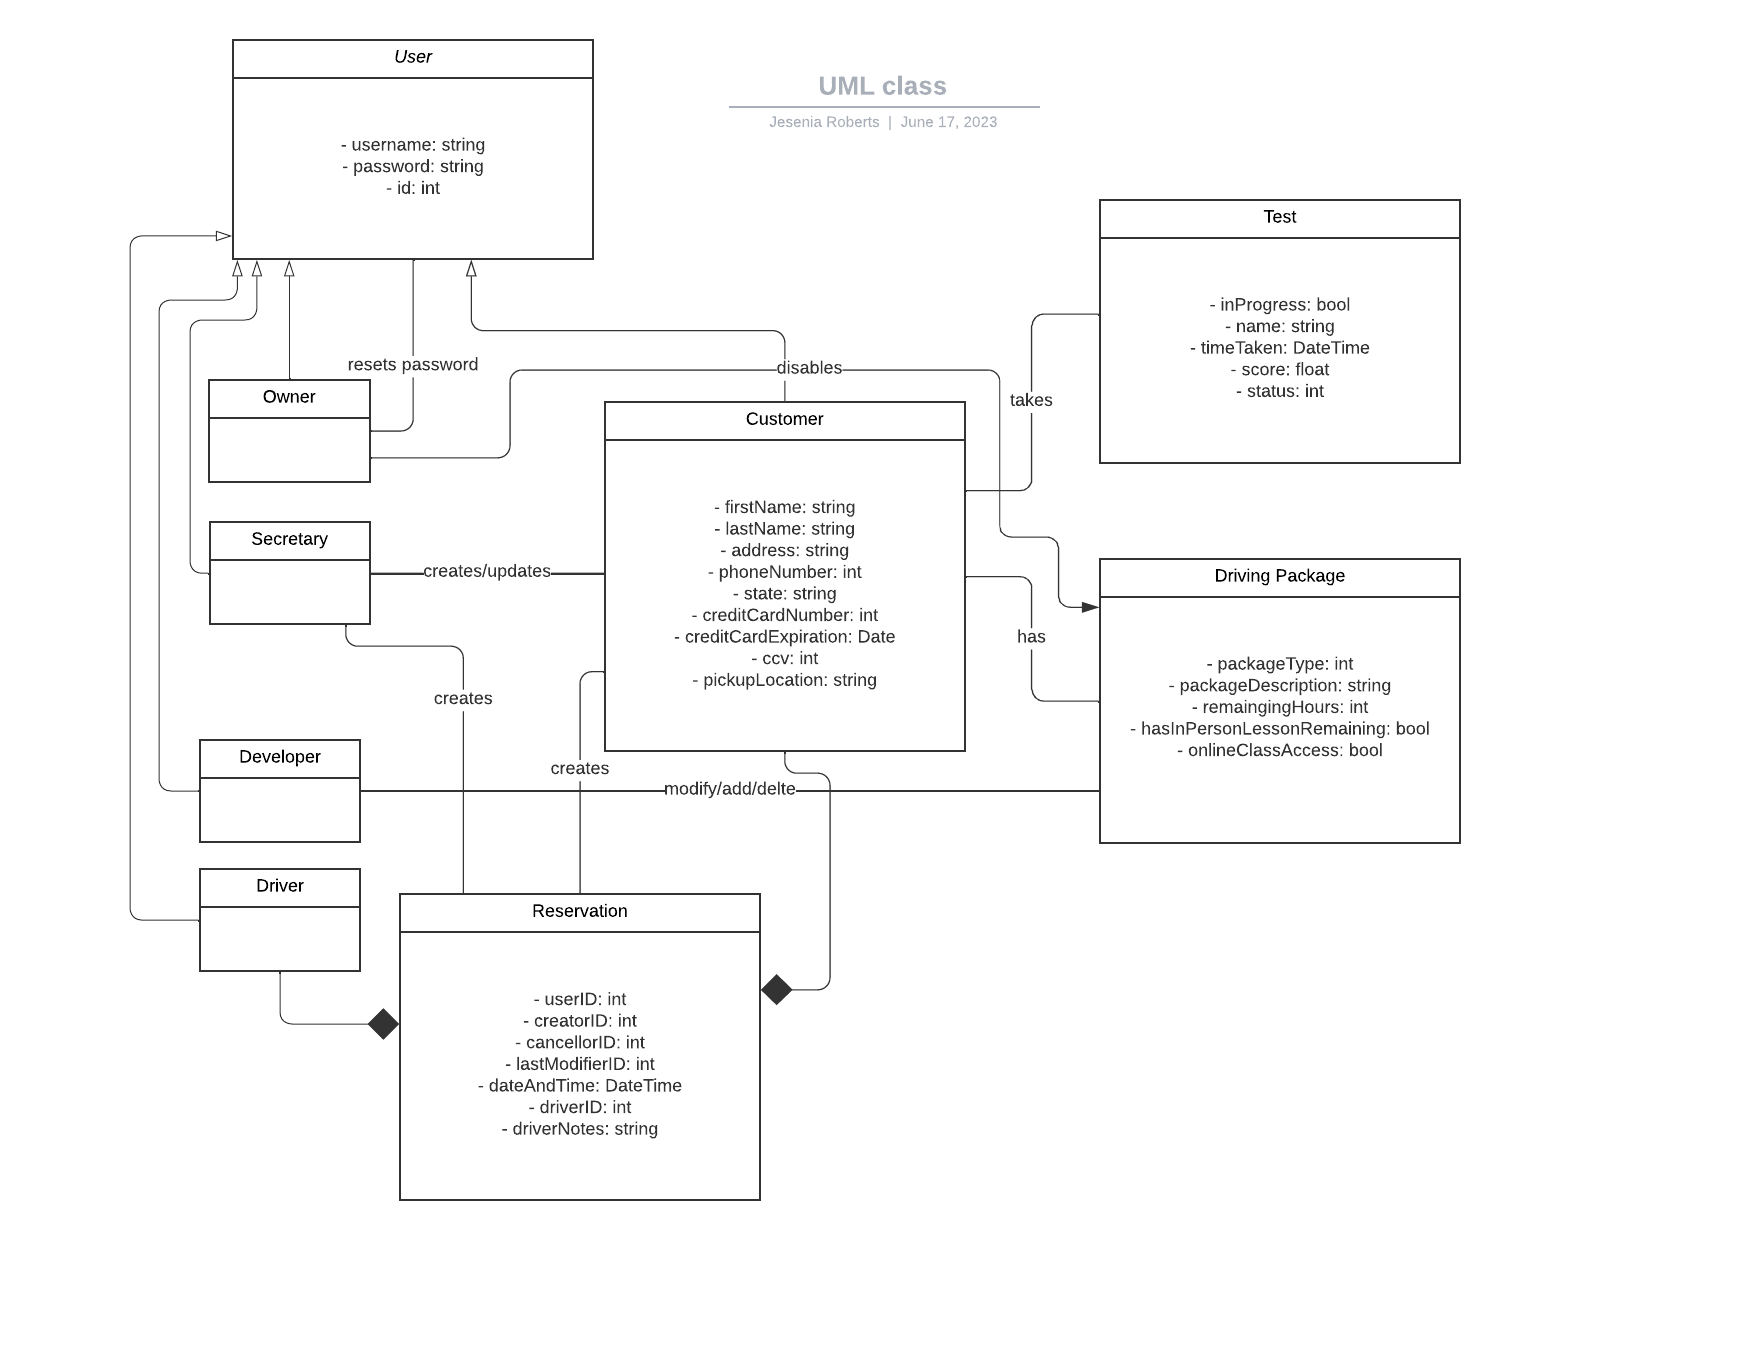 User
- username: string
- password: string
- id: int
UML class
Jesenia Roberts | June 17, 2023
Test
- inProgress: bool
- name: string
- timeTaken: DateTime
- score: float
- status: int
resets password
disables
takes
Owner
Customer
- firstName: string
- lastName: string
- address: string
- phoneNumber: int
- state: string
- creditCardNumber: int
- creditCardExpiration: Date
- ccv: int
- pickupLocation: string
Secretary
creates/updates
has
Driving Package
- packageType: int
- packageDescription: string
- remaingingHours: int
- hasInPersonLessonRemaining: bool
- onlineClassAccess: bool
creates
creates
Developer
modify/add/delte
Driver
Reservation
- userID: int
- creatorID: int
- cancellorID: int
- lastModifierID: int
- dateAndTime: DateTime
- driverID: int
- driverNotes: string